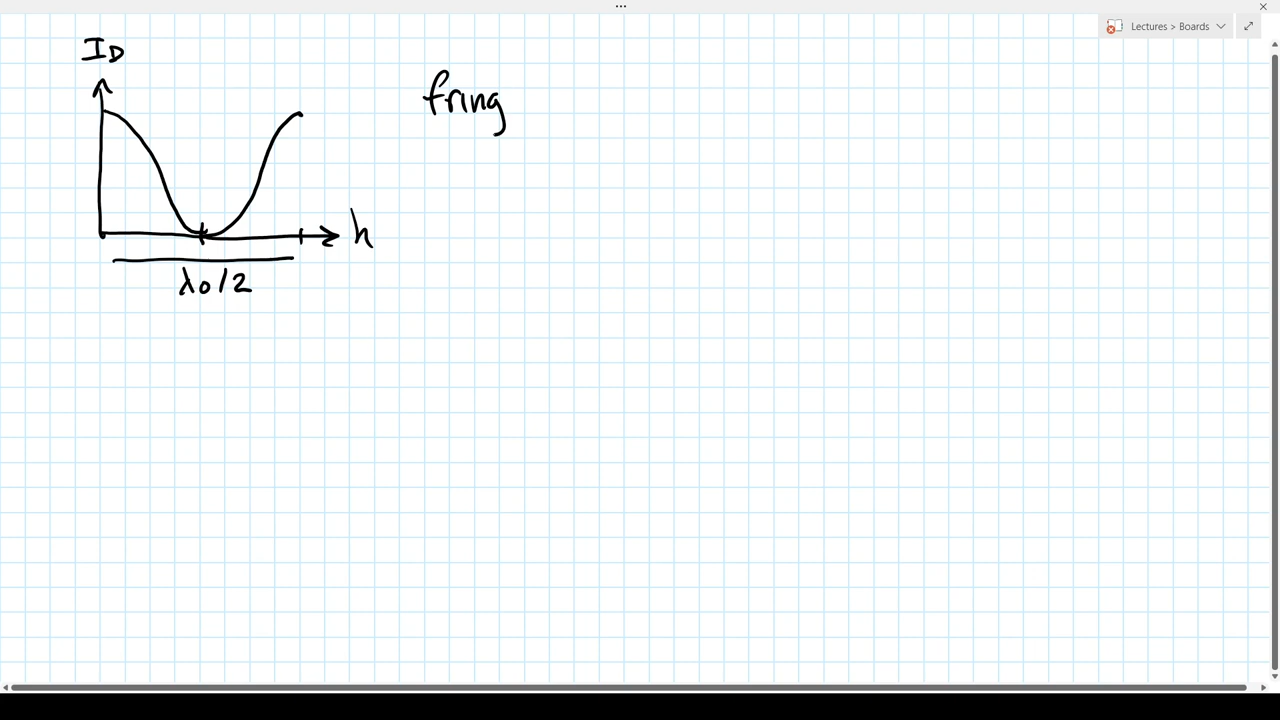 Lectures > Boards
I_D
fring
h
λ0/2